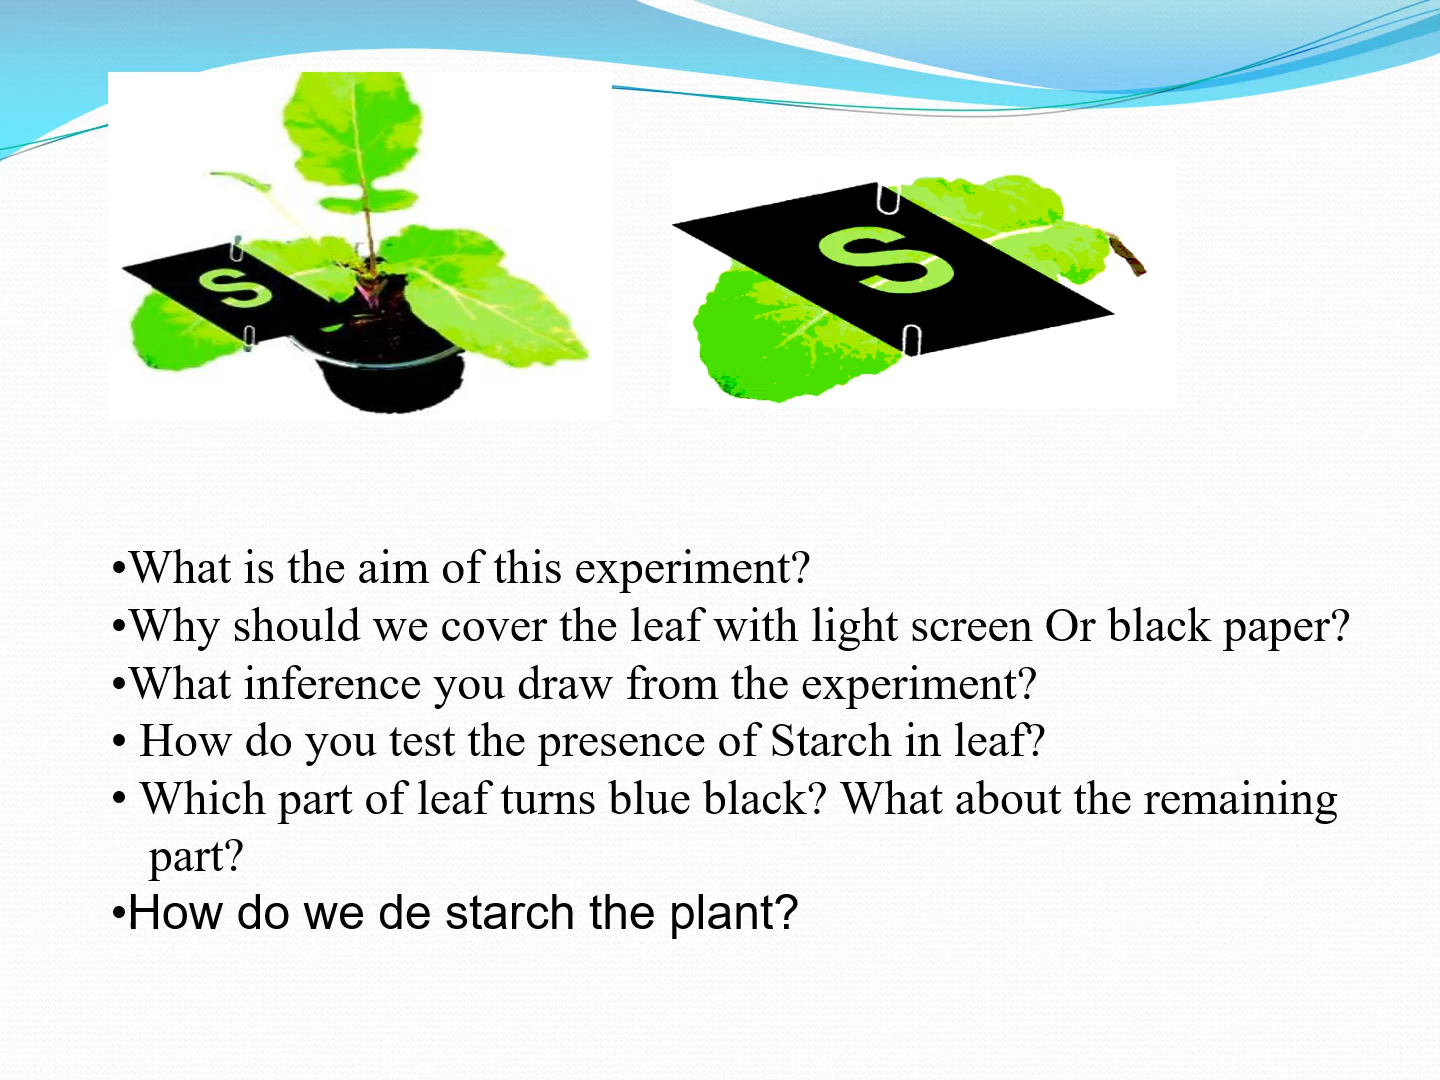 S
S
•What is the aim of this experiment?
•Why should we cover the leaf with light screen Or black paper?
•What inference you draw from the experiment?
• How do you test the presence of Starch in leaf?
• Which part of leaf turns blue black? What about the remaining
part?
•How do we de starch the plant?